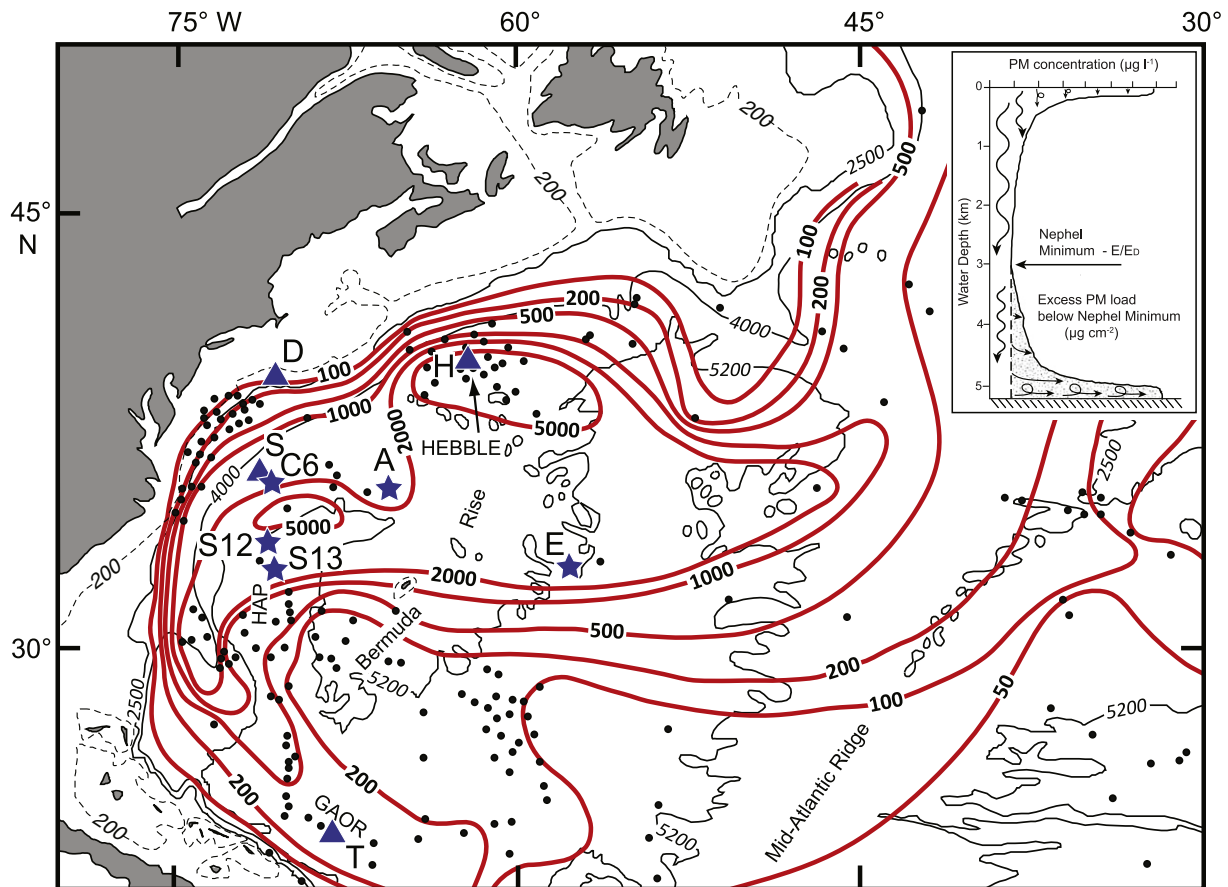 75° W
60°
45°
30°
45°
N
30°
PM concentration (µg l⁻¹)
0
1
2
3
4
5
Water Depth (km)
Nephel
Minimum - E/E_D
Excess PM load
below Nephel Minimum
(µg cm⁻²)
200
200
2500
500
100
200
200
500
4000
5200
D
100
1000
H
2000
5000
HEBBLE
2500
S
C6
A
4000
5000
S12
S13
E
Rise
200
HAP
2000
1000
500
Bermuda
5200
200
100
50
2500
5200
200
200
GAOR
T
200
Mid-Atlantic Ridge
5200